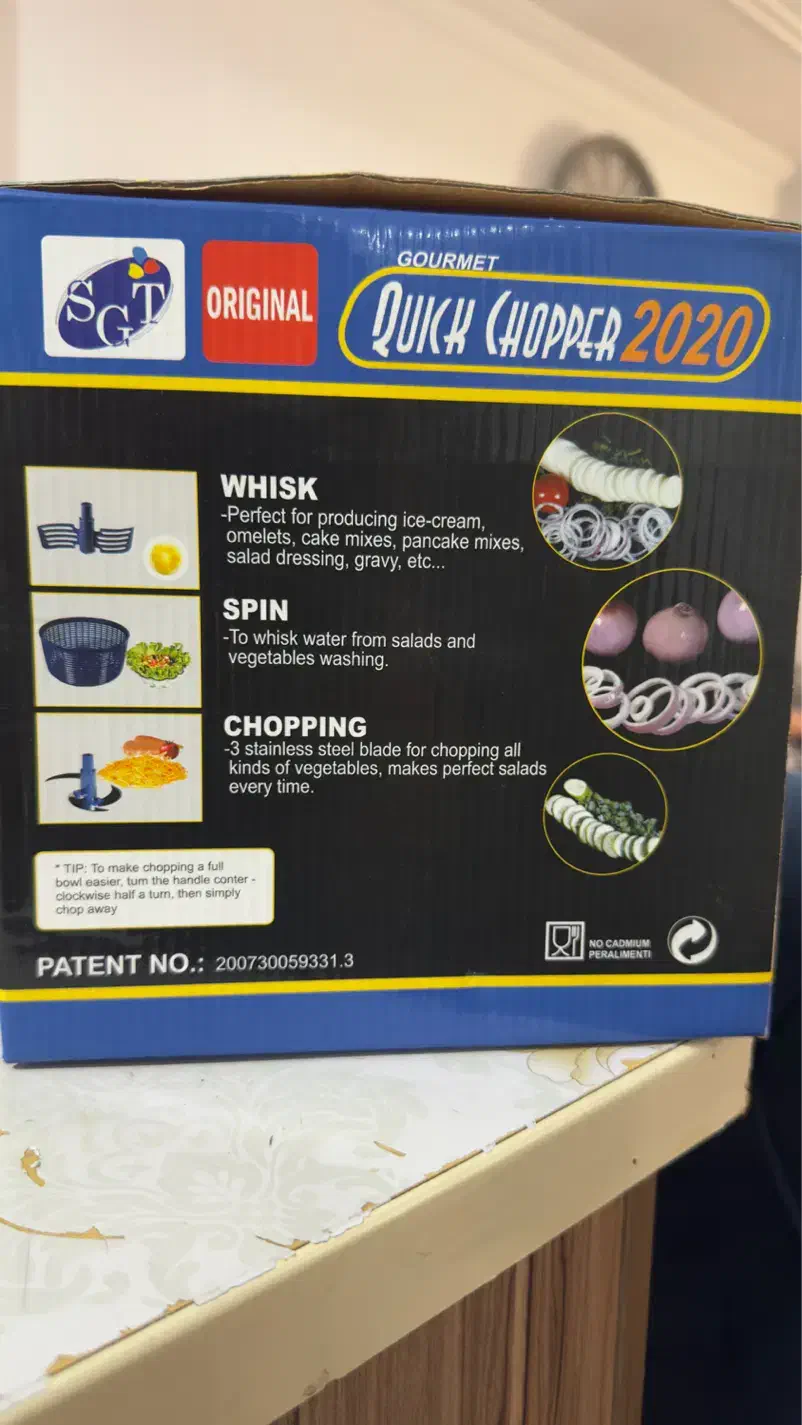 SGT
ORIGINAL
GOURMET
QUICK CHOPPER 2020
WHISK
-Perfect for producing ice-cream,
omelets, cake mixes, pancake mixes,
salad dressing, gravy, etc...
SPIN
-To whisk water from salads and
vegetables washing.
CHOPPING
-3 stainless steel blade for chopping all
kinds of vegetables, makes perfect salads
every time.
* TIP: To make chopping a full
bowl easier, turn the handle conter -
clockwise half a turn, then simply
chop away
PATENT NO.: 200730059331.3
NO CADMIUM
PERALIMENTI